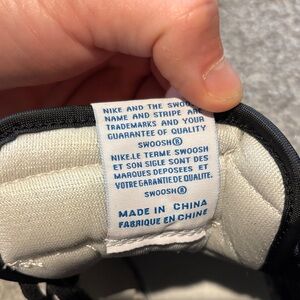 NIKE AND THE SWOOSH
NAME AND STRIPE ARE
TRADEMARKS AND YOUR
GUARANTEE OF QUALITY
SWOOSH®
NIKE.LE TERME SWOOSH
ET SON SIGLE SONT DES
MARQUES DEPOSEES ET
VOTRE GARANTIE DE QUALITE.
SWOOSH®
MADE IN CHINA
FABRIQUE EN CHINE